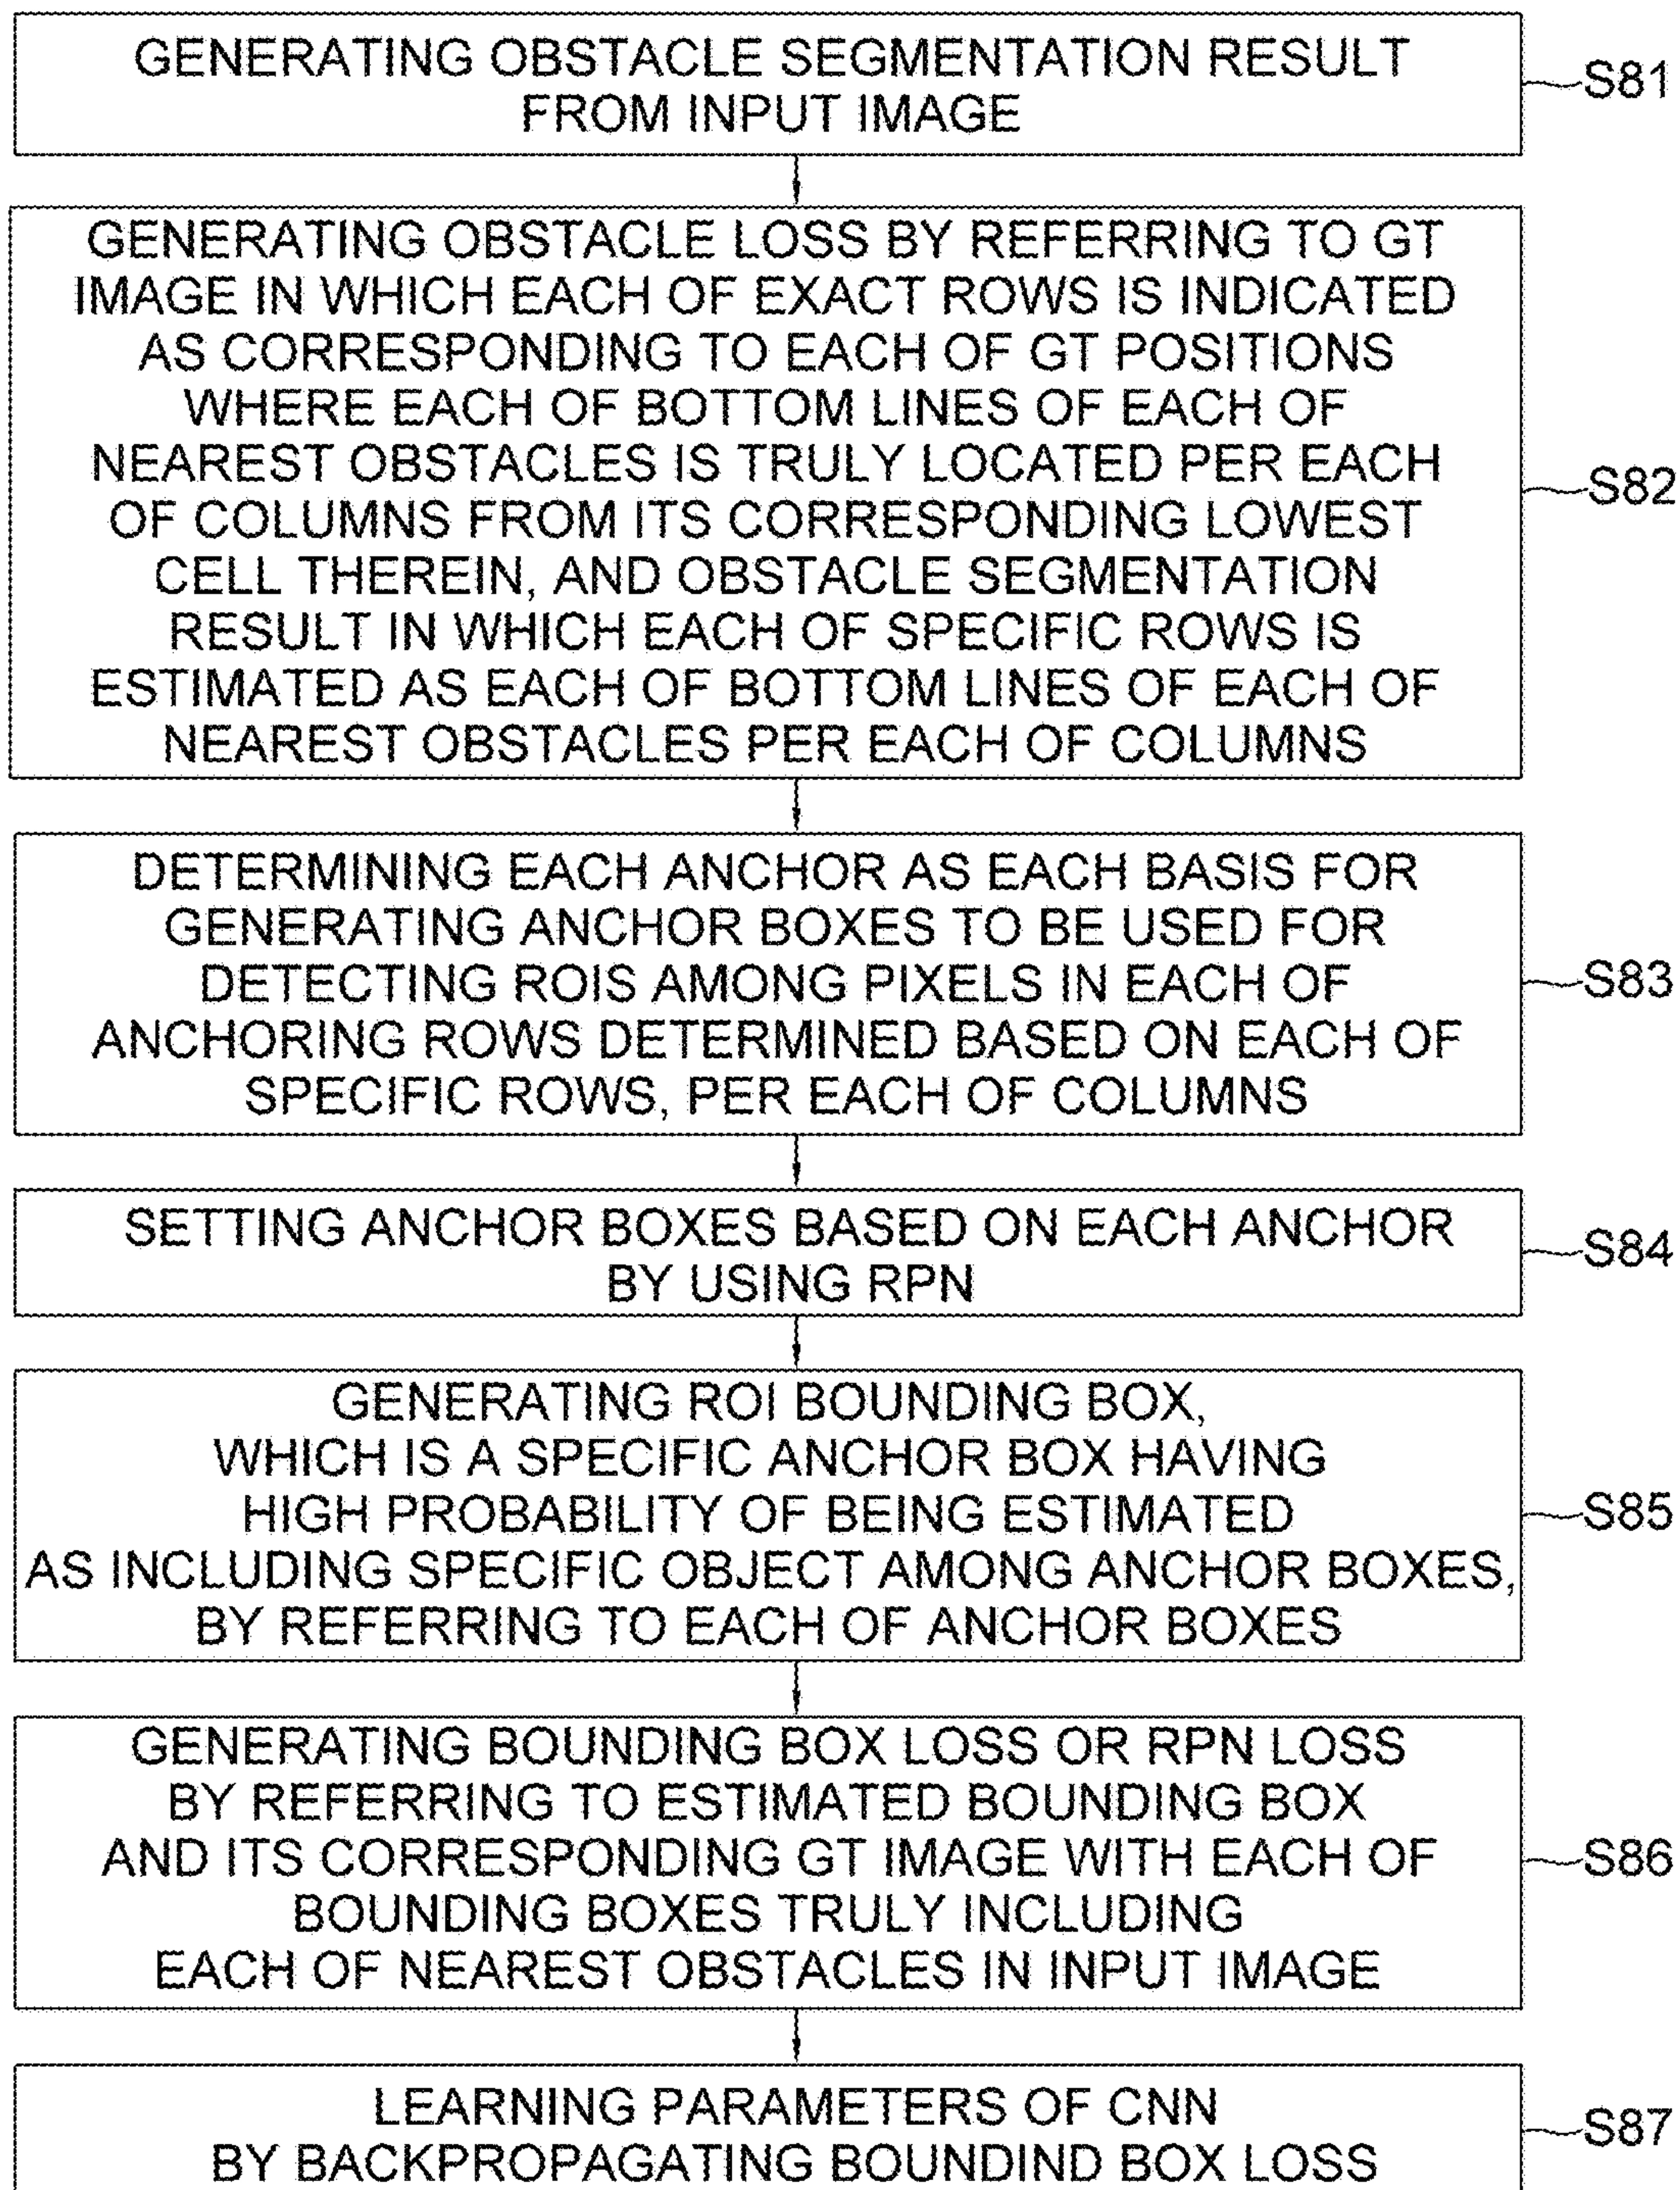 GENERATING OBSTACLE SEGMENTATION RESULT
FROM INPUT IMAGE
S81
GENERATING OBSTACLE LOSS BY REFERRING TO GT
IMAGE IN WHICH EACH OF EXACT ROWS IS INDICATED
AS CORRESPONDING TO EACH OF GT POSITIONS
WHERE EACH OF BOTTOM LINES OF EACH OF
NEAREST OBSTACLES IS TRULY LOCATED PER EACH
OF COLUMNS FROM ITS CORRESPONDING LOWEST
CELL THEREIN, AND OBSTACLE SEGMENTATION
RESULT IN WHICH EACH OF SPECIFIC ROWS IS
ESTIMATED AS EACH OF BOTTOM LINES OF EACH OF
NEAREST OBSTACLES PER EACH OF COLUMNS
S82
DETERMINING EACH ANCHOR AS EACH BASIS FOR
GENERATING ANCHOR BOXES TO BE USED FOR
DETECTING ROIS AMONG PIXELS IN EACH OF
ANCHORING ROWS DETERMINED BASED ON EACH OF
SPECIFIC ROWS, PER EACH OF COLUMNS
S83
SETTING ANCHOR BOXES BASED ON EACH ANCHOR
BY USING RPN
S84
GENERATING ROI BOUNDING BOX,
WHICH IS A SPECIFIC ANCHOR BOX HAVING
HIGH PROBABILITY OF BEING ESTIMATED
AS INCLUDING SPECIFIC OBJECT AMONG ANCHOR BOXES,
BY REFERRING TO EACH OF ANCHOR BOXES
S85
GENERATING BOUNDING BOX LOSS OR RPN LOSS
BY REFERRING TO ESTIMATED BOUNDING BOX
AND ITS CORRESPONDING GT IMAGE WITH EACH OF
BOUNDING BOXES TRULY INCLUDING
EACH OF NEAREST OBSTACLES IN INPUT IMAGE
S86
LEARNING PARAMETERS OF CNN
BY BACKPROPAGATING BOUNDIND BOX LOSS
S87